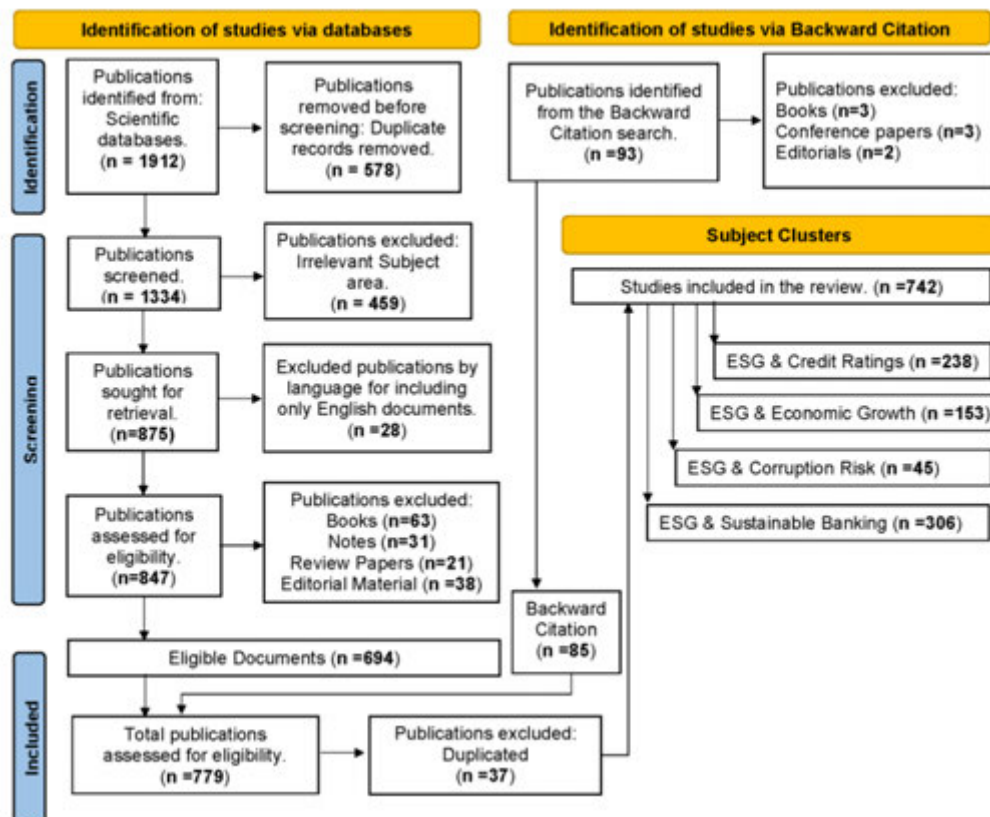 Identification of studies via databases
Identification of studies via Backward Citation
Identification
Publications
identified from:
Scientific
databases.
(n = 1912)
Publications
removed before
screening: Duplicate
records removed.
(n = 578)
Publications identified
from the Backward
Citation search.
(n =93)
Publications excluded:
Books (n=3)
Conference papers (n=3)
Editorials (n=2)
Screening
Publications
screened.
(n = 1334)
Publications excluded:
Irrelevant Subject
area.
(n = 459)
Publications
sought for
retrieval.
(n=875)
Excluded publications by
language for including
only English documents.
(n =28)
Publications
assessed for
eligibility.
(n=847)
Publications excluded:
Books (n=63)
Notes (n=31)
Review Papers (n=21)
Editorial Material (n =38)
Subject Clusters
Studies included in the review. (n =742)
ESG & Credit Ratings (n =238)
ESG & Economic Growth (n =153)
ESG & Corruption Risk (n =45)
ESG & Sustainable Banking (n =306)
Backward
Citation
(n =85)
Included
Eligible Documents (n =694)
Total publications
assessed for eligibility.
(n =779)
Publications excluded:
Duplicated
(n =37)